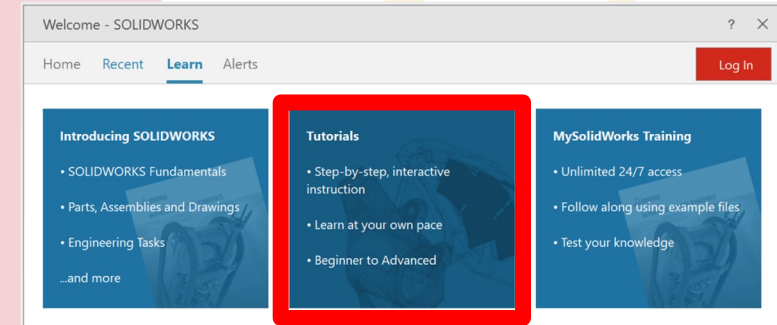 Welcome - SOLIDWORKS
?
Home Recent Learn Alerts
Log In
Introducing SOLIDWORKS
• SOLIDWORKS Fundamentals
• Parts, Assemblies and Drawings
• Engineering Tasks
...and more
Tutorials
• Step-by-step, interactive
instruction
• Learn at your own pace
• Beginner to Advanced
MySolidWorks Training
• Unlimited 24/7 access
• Follow along using example files
• Test your knowledge